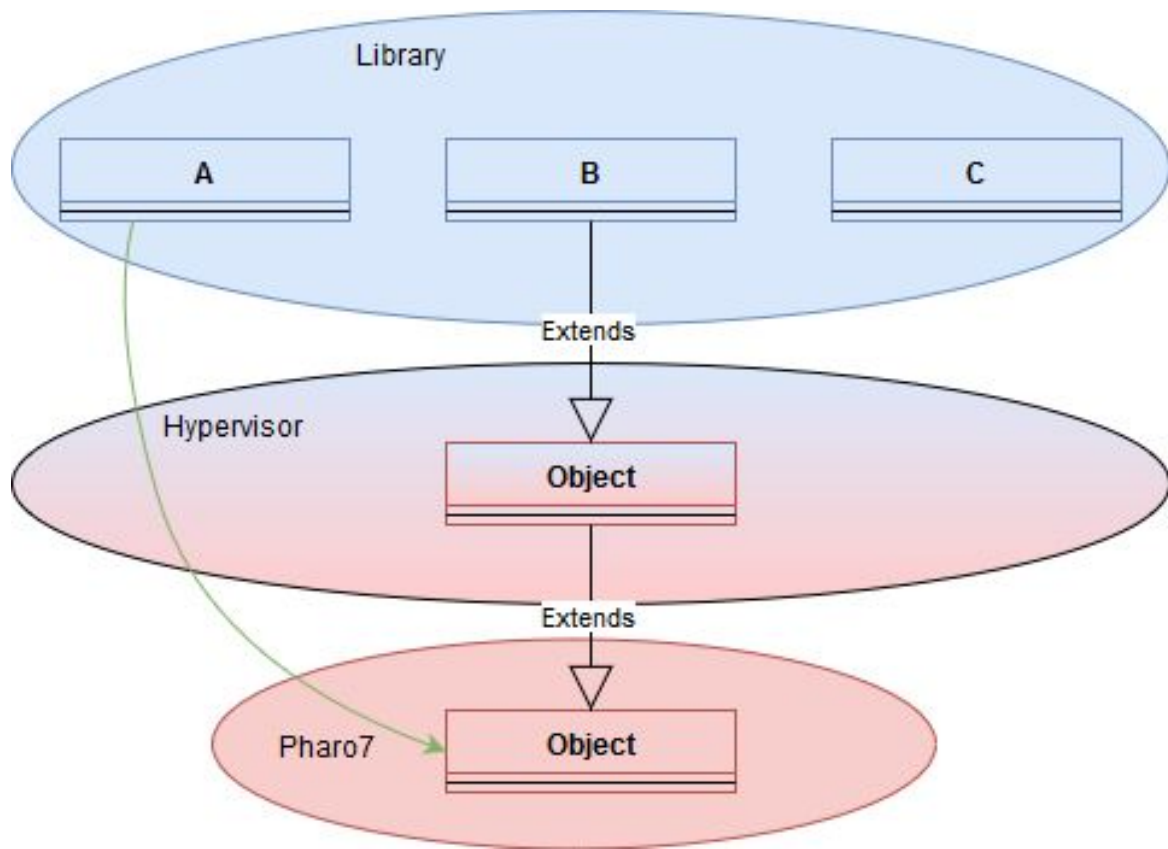 Library
A
B
C
Extends
Hypervisor
Object
Extends
Pharo7
Object